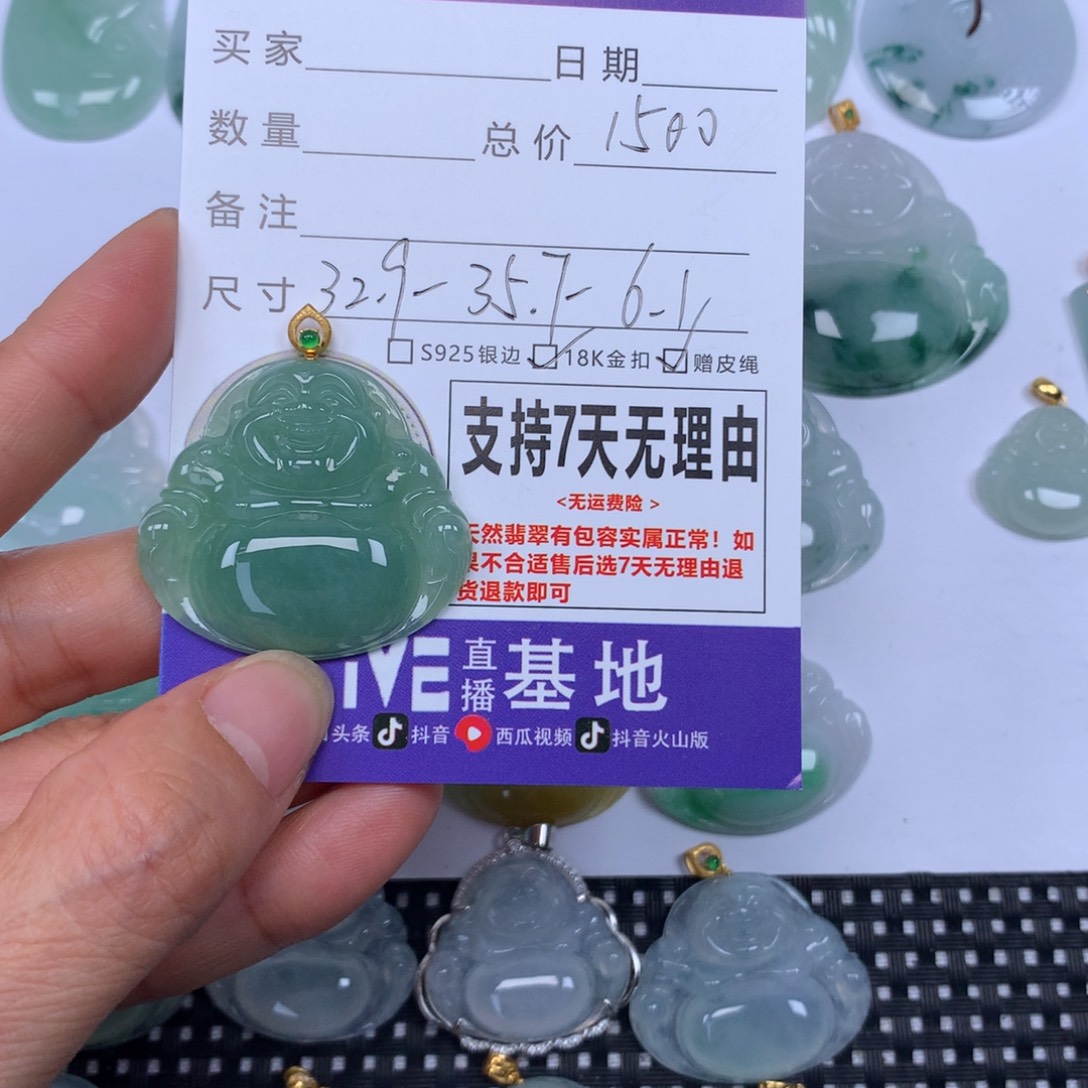 买家 日期
数量 总价 1500
备注
尺寸 32.9-35.7-6.1
S925银边 18K金扣 赠皮绳
支持7天无理由
<无运费险>
天然翡翠有包容实属正常！如
果不合适售后选7天无理由退
货退款即可
IVE 直播 基地
头条 抖音 西瓜视频 抖音火山版